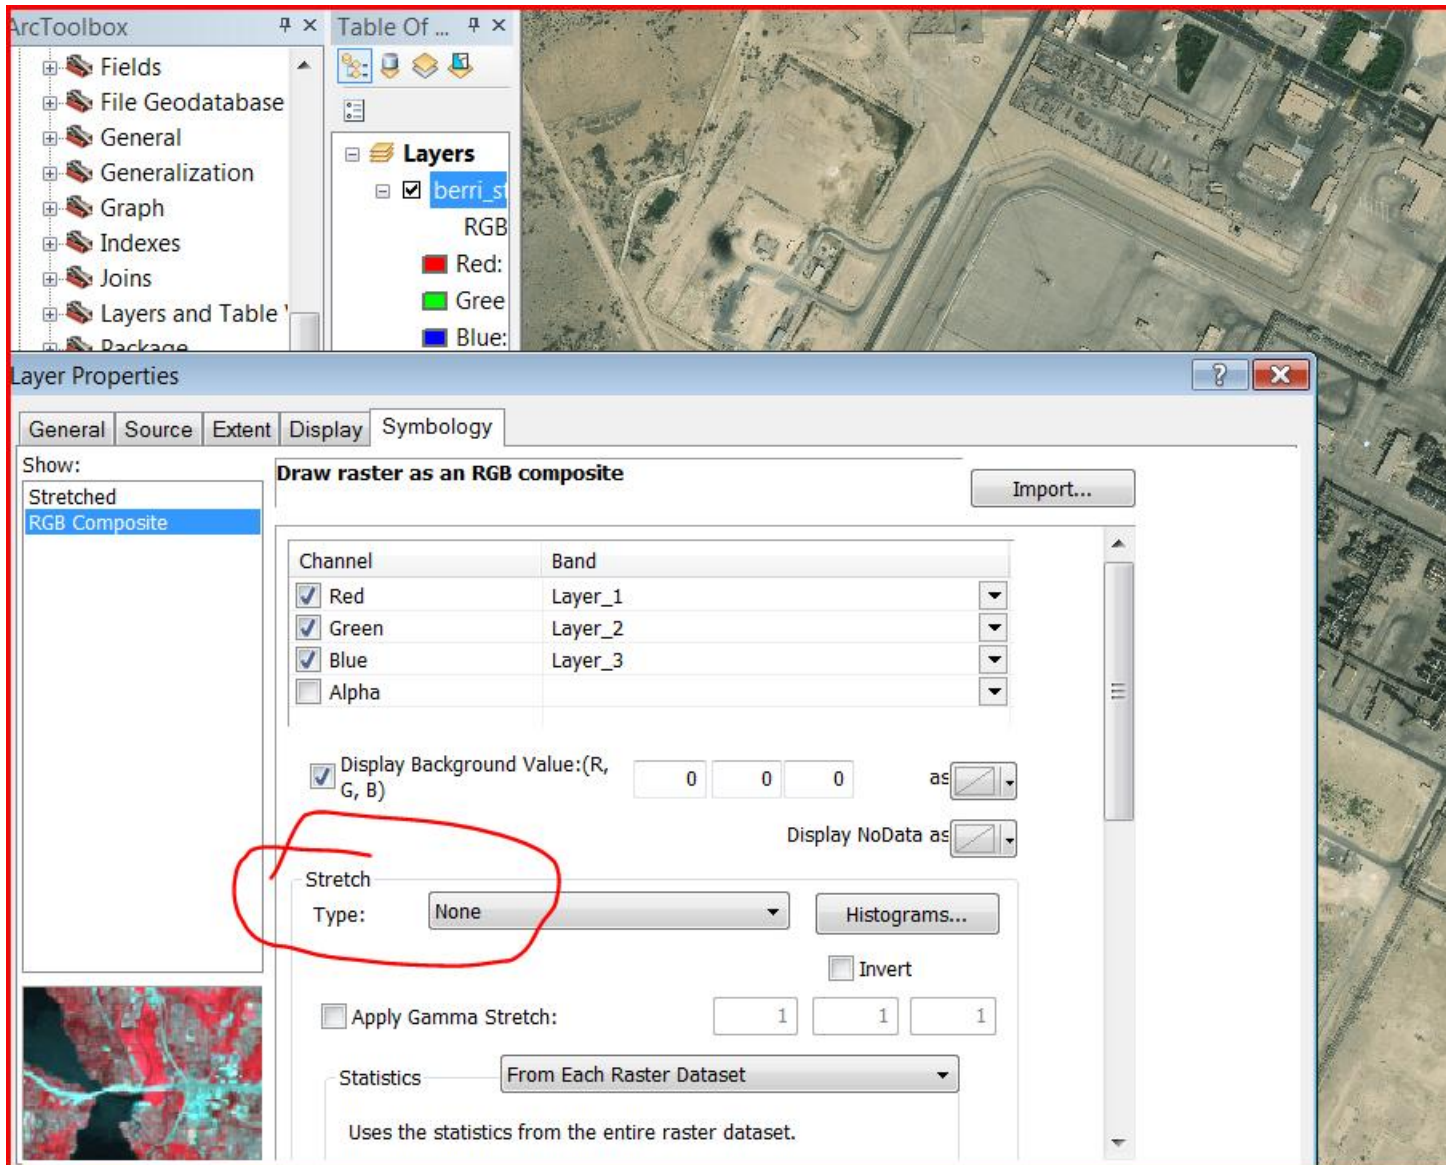 ArcToolbox
Table Of ...
Fields
File Geodatabase
General
Generalization
Graph
Indexes
Joins
Layers and Table
Package
Layers
berri_st
RGB
Red:
Gree
Blue:
Layer Properties
General Source Extent Display Symbology
Show:
Stretched
RGB Composite
Draw raster as an RGB composite
Import...
Channel Band
Red Layer_1
Green Layer_2
Blue Layer_3
Alpha
Display Background Value:(R,
G, B)
0 0 0 as
Display NoData as
Stretch
Type: None Histograms...
Invert
Apply Gamma Stretch: 1 1 1
Statistics From Each Raster Dataset
Uses the statistics from the entire raster dataset.